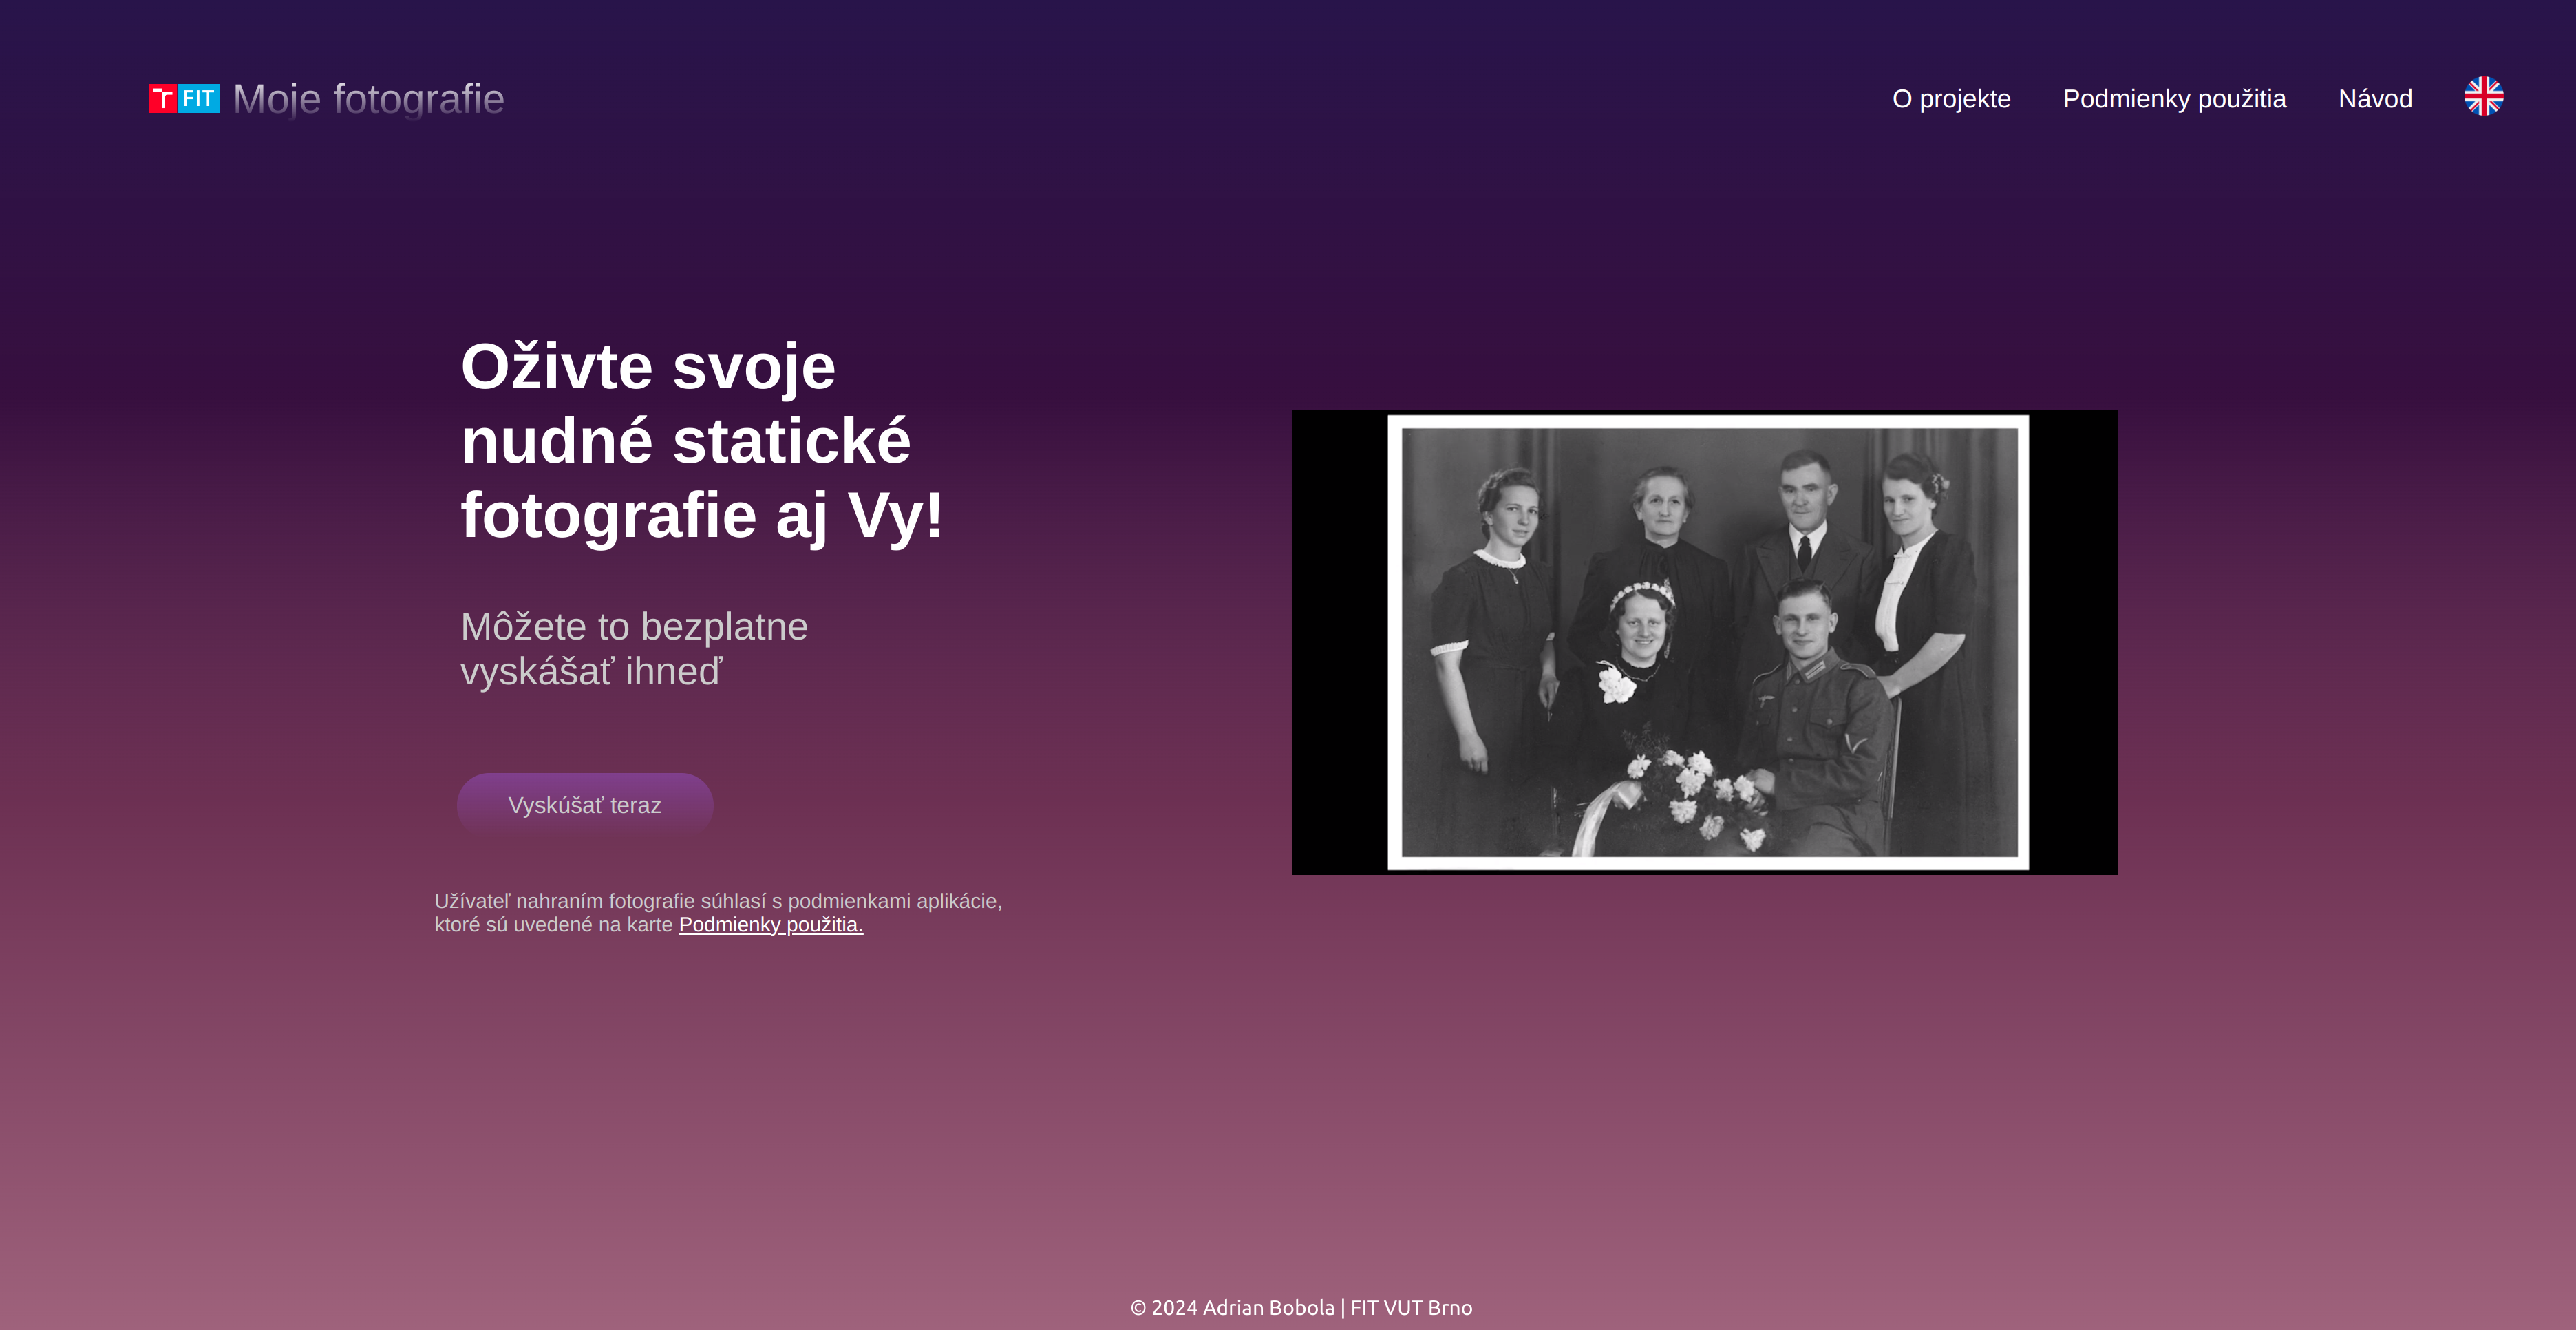 FIT Moje fotografie
O projekte Podmienky použitia Návod
Oživte svoje
nudné statické
fotografie aj Vy!
Môžete to bezplatne
vyskášať ihneď
Vyskúšať teraz
Užívateľ nahraním fotografie súhlasí s podmienkami aplikácie,
ktoré sú uvedené na karte Podmienky použitia.
© 2024 Adrian Bobola | FIT VUT Brno